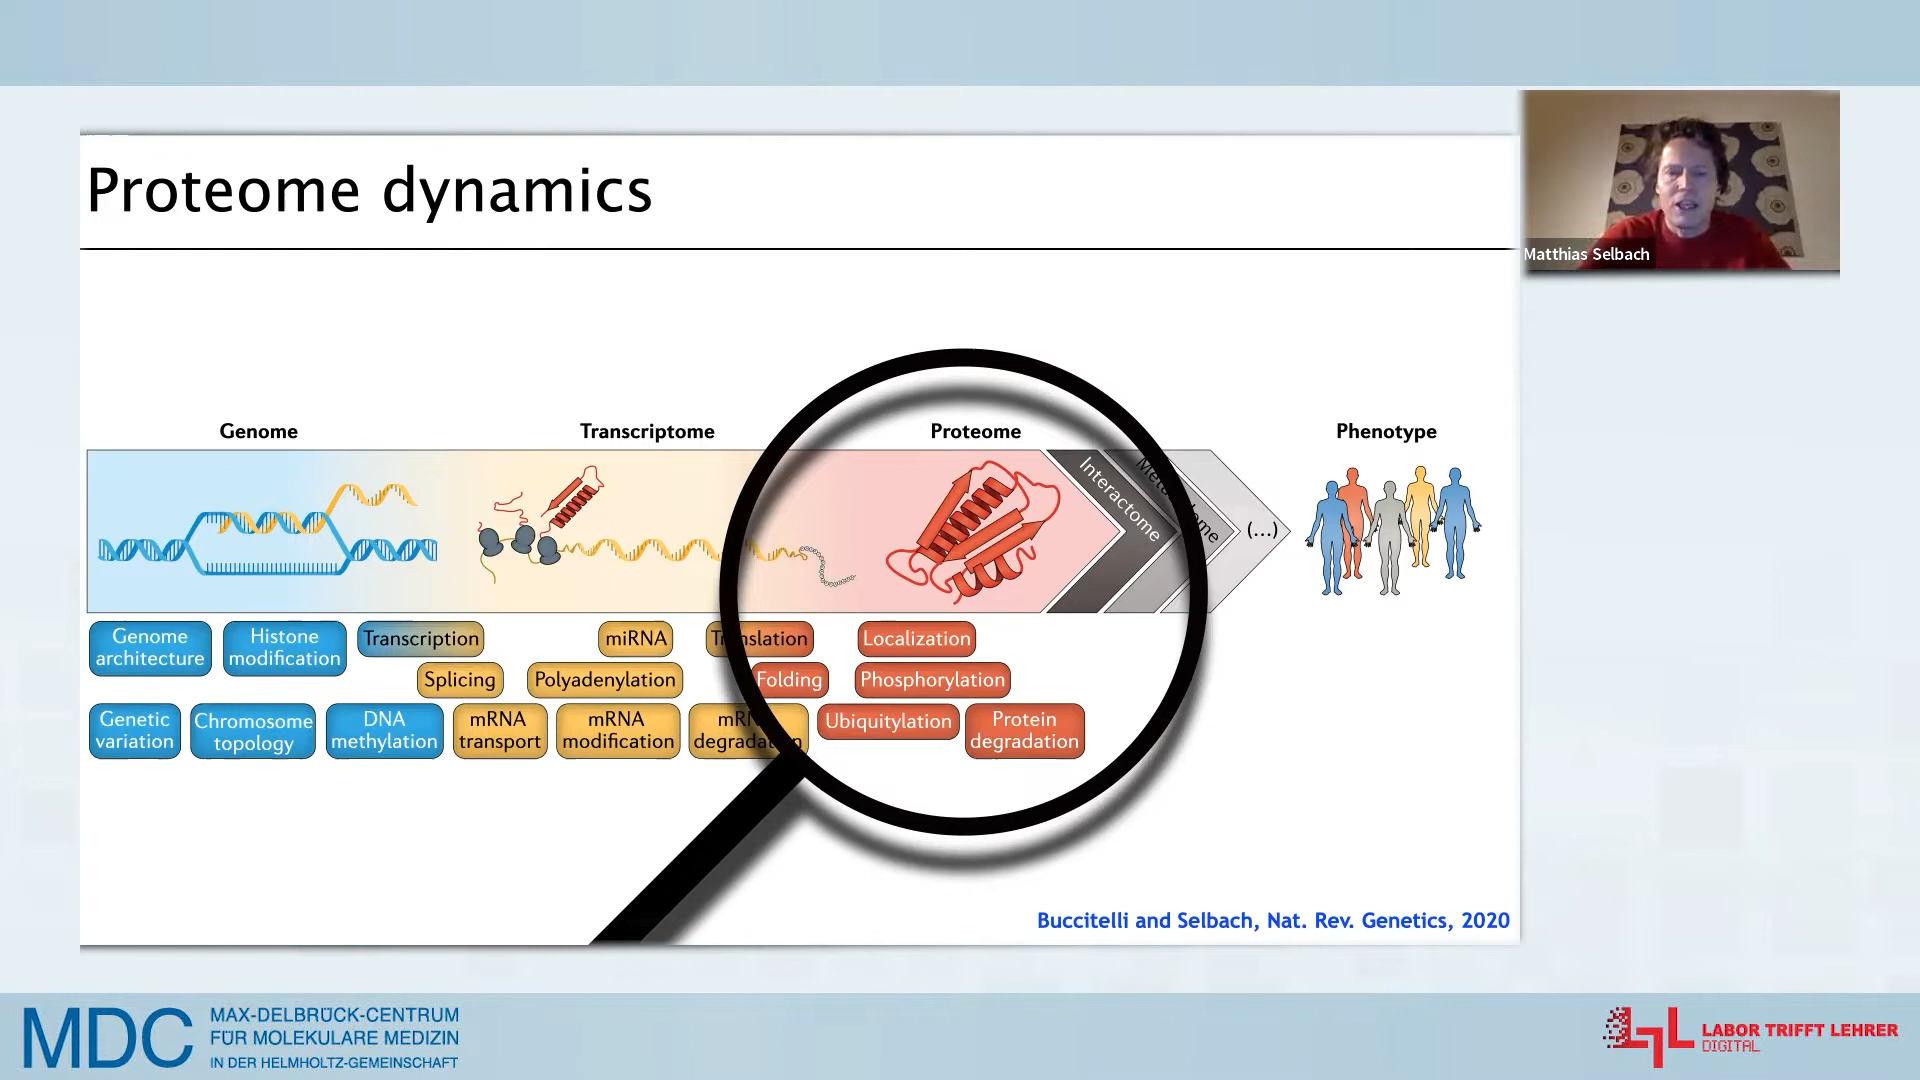 Proteome dynamics
Matthias Selbach
Genome
Transcriptome
Proteome
Phenotype
Interactome
(...)
Genome
architecture
Histone
modification
Transcription
miRNA
Translation
Localization
Splicing
Polyadenylation
Folding
Phosphorylation
Genetic
variation
Chromosome
topology
DNA
methylation
mRNA
transport
mRNA
modification
mRNA
degradation
Ubiquitylation
Protein
degradation
Buccitelli and Selbach, Nat. Rev. Genetics, 2020
MDC
MAX-DELBRÜCK-CENTRUM
FÜR MOLEKULARE MEDIZIN
IN DER HELMHOLTZ-GEMEINSCHAFT
LABOR TRIFFT LEHRER
DIGITAL